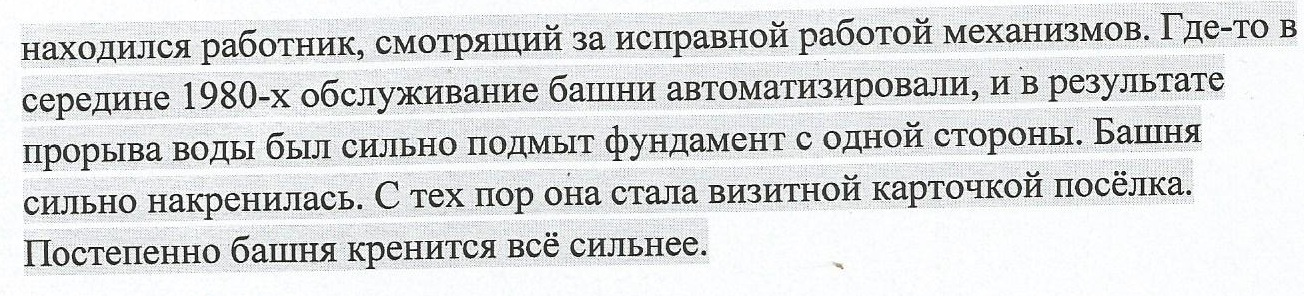 находился работник, смотрящий за исправной работой механизмов. Где-то в
середине 1980-х обслуживание башни автоматизировали, и в результате
прорыва воды был сильно подмыт фундамент с одной стороны. Башня
сильно накренилась. С тех пор она стала визитной карточкой посёлка.
Постепенно башня кренится всё сильнее.